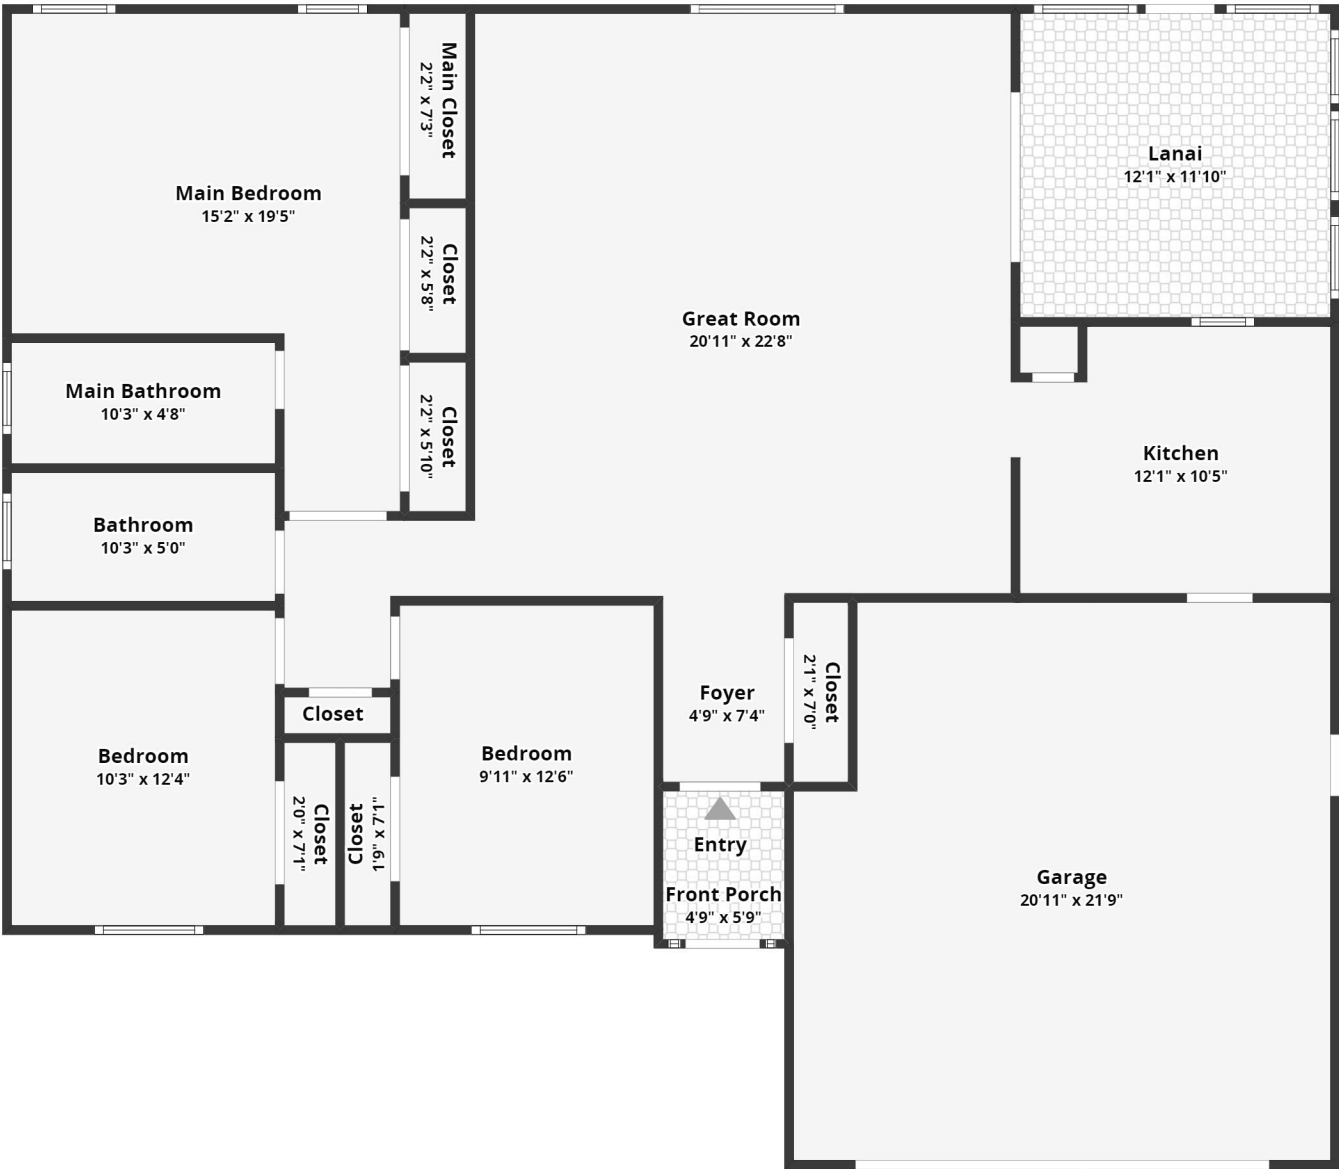 Main Closet
2'2" x 7'3"
Lanai
12'1" x 11'10"
Main Bedroom
15'2" x 19'5"
Closet
2'2" x 5'8"
Great Room
20'11" x 22'8"
Main Bathroom
10'3" x 4'8"
Closet
2'2" x 5'10"
Kitchen
12'1" x 10'5"
Bathroom
10'3" x 5'0"
Closet
2'1" x 7'0"
Foyer
4'9" x 7'4"
Closet
Bedroom
10'3" x 12'4"
Bedroom
9'11" x 12'6"
Closet
2'0" x 7'1"
Closet
1'9" x 7'1"
Entry
Front Porch
4'9" x 5'9"
Garage
20'11" x 21'9"